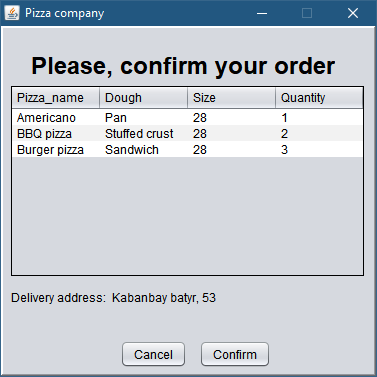 Pizza company
Please, confirm your order
Pizza_name Dough Size Quantity
Americano Pan 28 1
BBQ pizza Stuffed crust 28 2
Burger pizza Sandwich 28 3
Delivery address: Kabanbay batyr, 53
Cancel Confirm